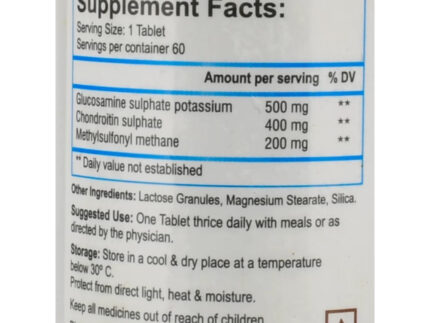 Supplement Facts:
Serving Size: 1 Tablet
Servings per container 60
Amount per serving % DV
Glucosamine sulphate potassium 500 mg **
Chondroitin sulphate 400 mg **
Methylsulfonyl methane 200 mg **
** Daily value not established
Other Ingredients: Lactose Granules, Magnesium Stearate, Silica.
Suggested Use: One Tablet thrice daily with meals or as
directed by the physician.
Storage: Store in a cool & dry place at a temperature
below 30º C.
Protect from direct light, heat & moisture.
Keep all medicines out of reach of children